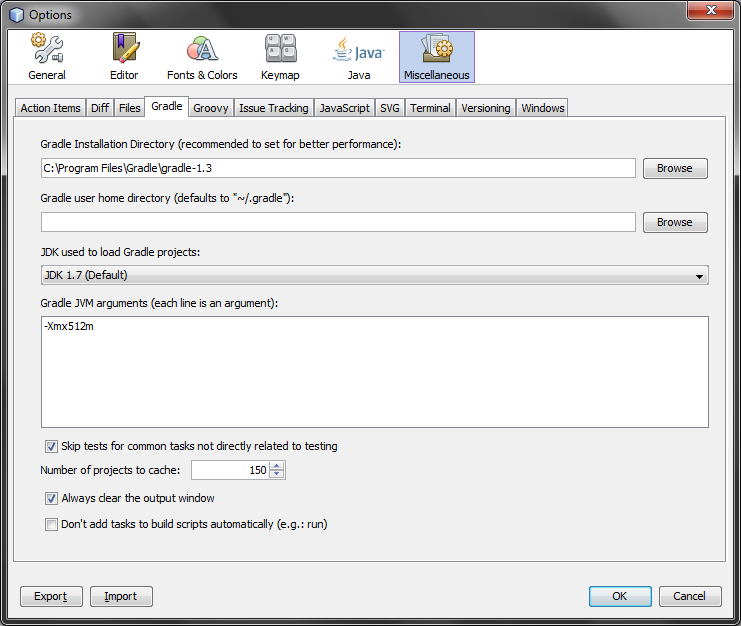 Options
General Editor Fonts & Colors Keymap Java Miscellaneous
Java
Action Items Diff Files Gradle Groovy Issue Tracking JavaScript SVG Terminal Versioning Windows
Gradle Installation Directory (recommended to set for better performance):
C:\Program Files\Gradle\gradle-1.3 Browse
Gradle user home directory (defaults to "~/.gradle"):
Browse
JDK used to load Gradle projects:
JDK 1.7 (Default)
Gradle JVM arguments (each line is an argument):
-Xmx512m
Skip tests for common tasks not directly related to testing
Number of projects to cache: 150
Always clear the output window
Don't add tasks to build scripts automatically (e.g.: run)
Export Import OK Cancel